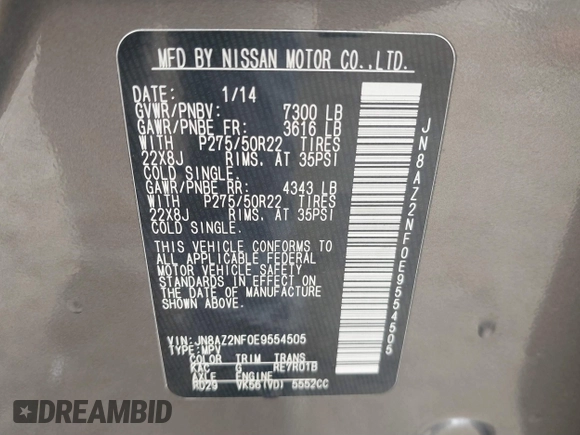 MFD BY NISSAN MOTOR CO.,LTD.
DATE: 1/14
GVWR/PNBV: 7300 LB
GAWR/PNBE FR: 3616 LB
WITH P275/50R22 TIRES
22X8J RIMS. AT 35PSI
COLD SINGLE.
GAWR/PNBE RR: 4343 LB
WITH P275/50R22 TIRES
22X8J RIMS. AT 35PSI
COLD SINGLE.
THIS VEHICLE CONFORMS TO
ALL APPLICABLE FEDERAL
MOTOR VEHICLE SAFETY
STANDARDS IN EFFECT ON
THE DATE OF MANUFACTURE
SHOWN ABOVE.
VIN: JN8AZ2NF0E9554505
TYPE: MPV
COLOR TRIM TRANS
KAC G RE7R01B
AXLE ENGINE
R029 VK56(VD) 5552CC
JN8AZ2NF0E9554505
DREAMBID